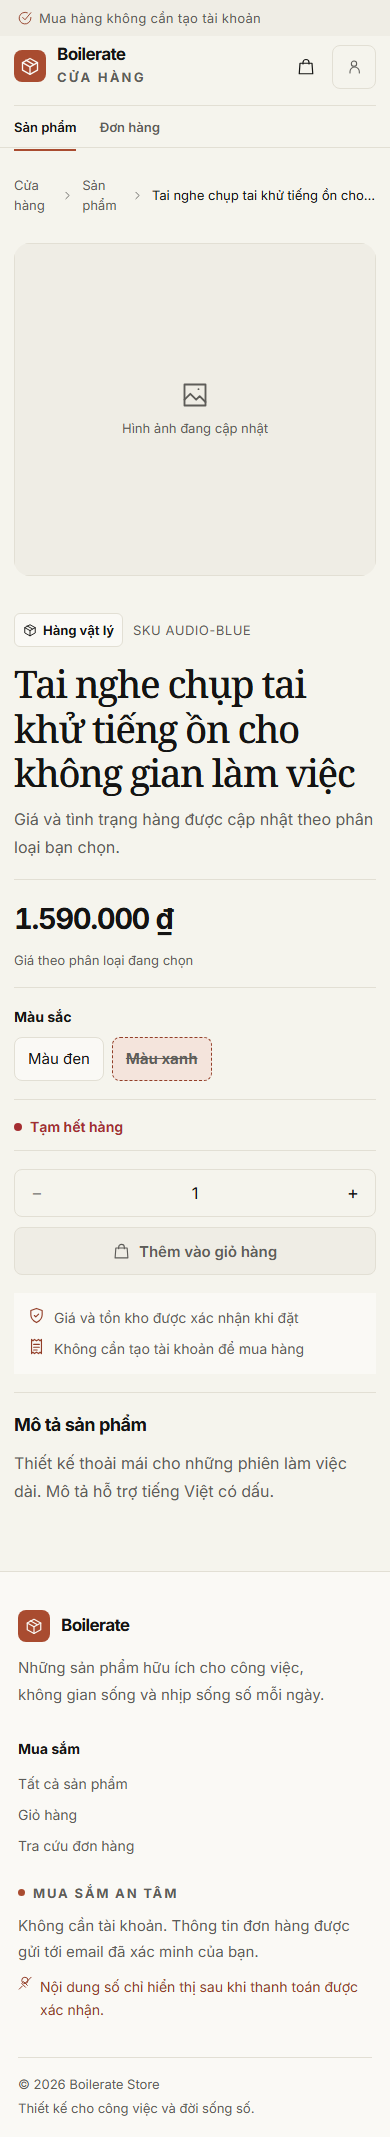 Mua hàng không cần tạo tài khoản
Boilerate
CỬA HÀNG
Sản phẩm Đơn hàng
Cửa hàng > Sản phẩm > Tai nghe chụp tai khử tiếng ồn cho...
Hình ảnh đang cập nhật
Hàng vật lý SKU AUDIO-BLUE
Tai nghe chụp tai
khử tiếng ồn cho
không gian làm việc
Giá và tình trạng hàng được cập nhật theo phân
loại bạn chọn.
1.590.000 ₫
Giá theo phân loại đang chọn
Màu sắc
Màu đen Màu xanh
Tạm hết hàng
− 1 +
Thêm vào giỏ hàng
Giá và tồn kho được xác nhận khi đặt
Không cần tạo tài khoản để mua hàng
Mô tả sản phẩm
Thiết kế thoải mái cho những phiên làm việc
dài. Mô tả hỗ trợ tiếng Việt có dấu.
Boilerate
Những sản phẩm hữu ích cho công việc,
không gian sống và nhịp sống số mỗi ngày.
Mua sắm
Tất cả sản phẩm
Giỏ hàng
Tra cứu đơn hàng
MUA SẮM AN TÂM
Không cần tài khoản. Thông tin đơn hàng được
gửi tới email đã xác minh của bạn.
Nội dung số chỉ hiển thị sau khi thanh toán được
xác nhận.
© 2026 Boilerate Store
Thiết kế cho công việc và đời sống số.